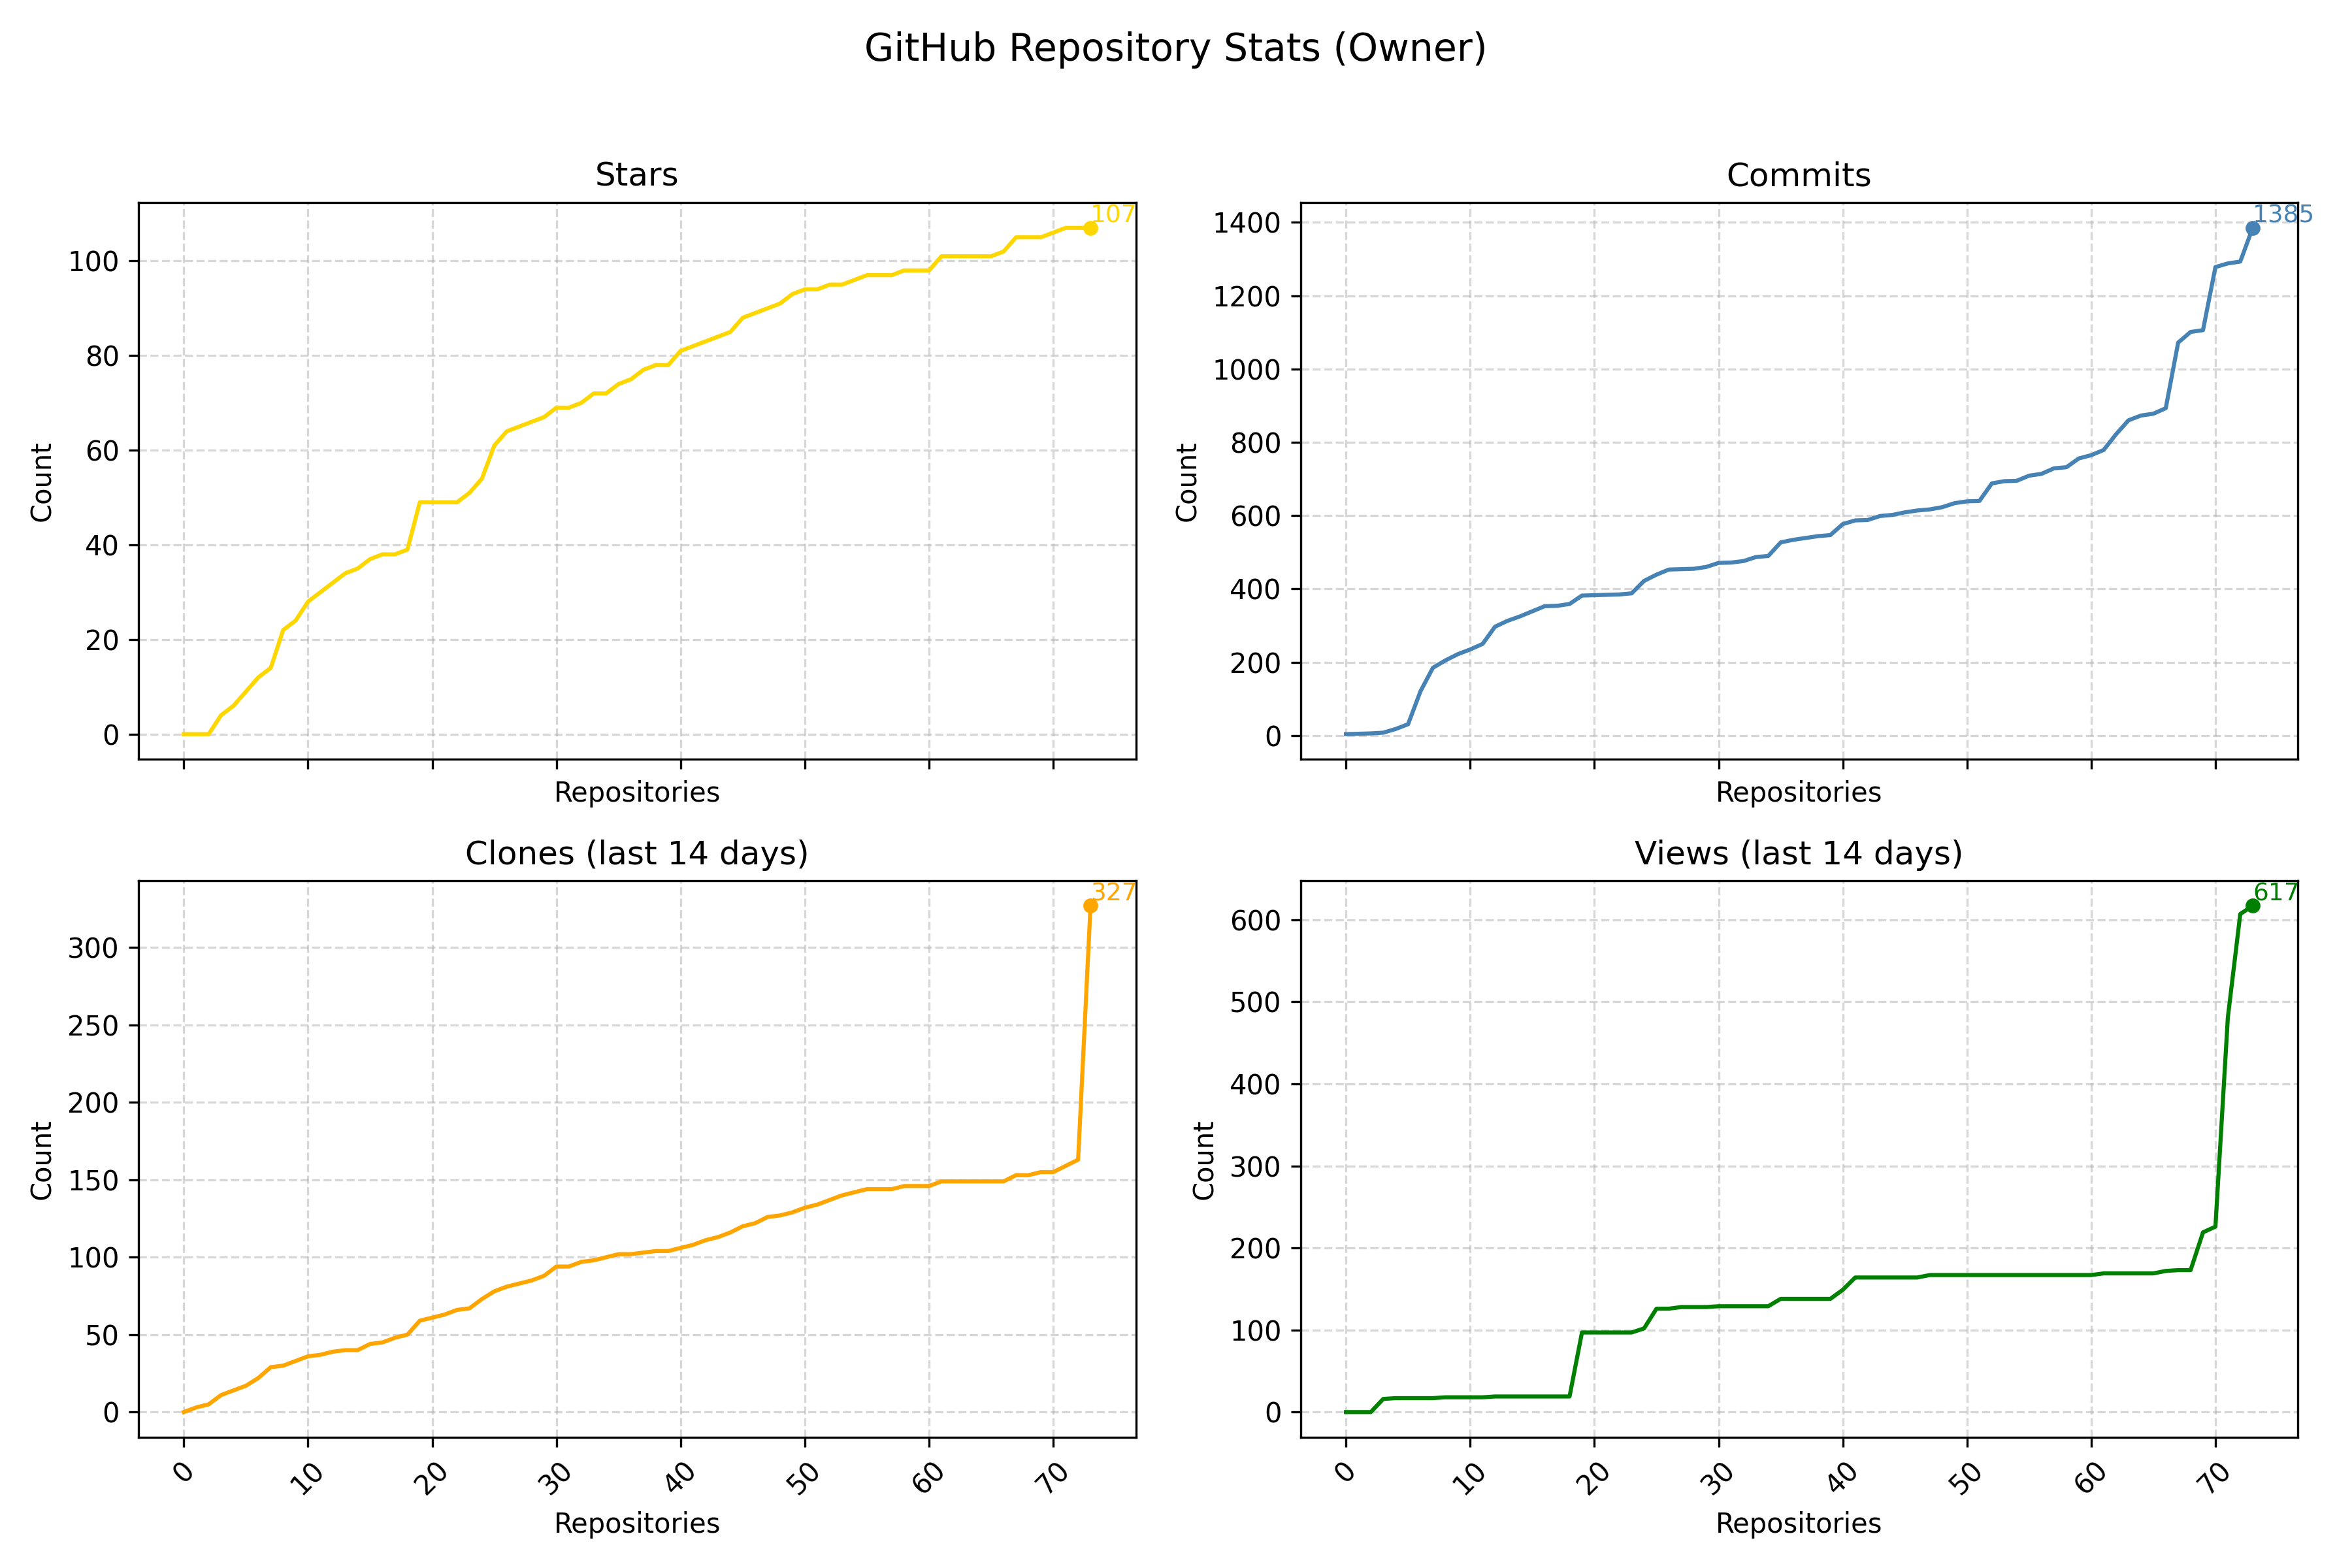 GitHub Repository Stats (Owner)
Stars
107
100
80
60
40
20
0
Count
Repositories
Commits
1385
1400
1200
1000
800
600
400
200
0
Count
Repositories
Clones (last 14 days)
327
300
250
200
150
100
50
0
Count
0 10 20 30 40 50 60 70
Repositories
Views (last 14 days)
617
600
500
400
300
200
100
0
Count
0 10 20 30 40 50 60 70
Repositories